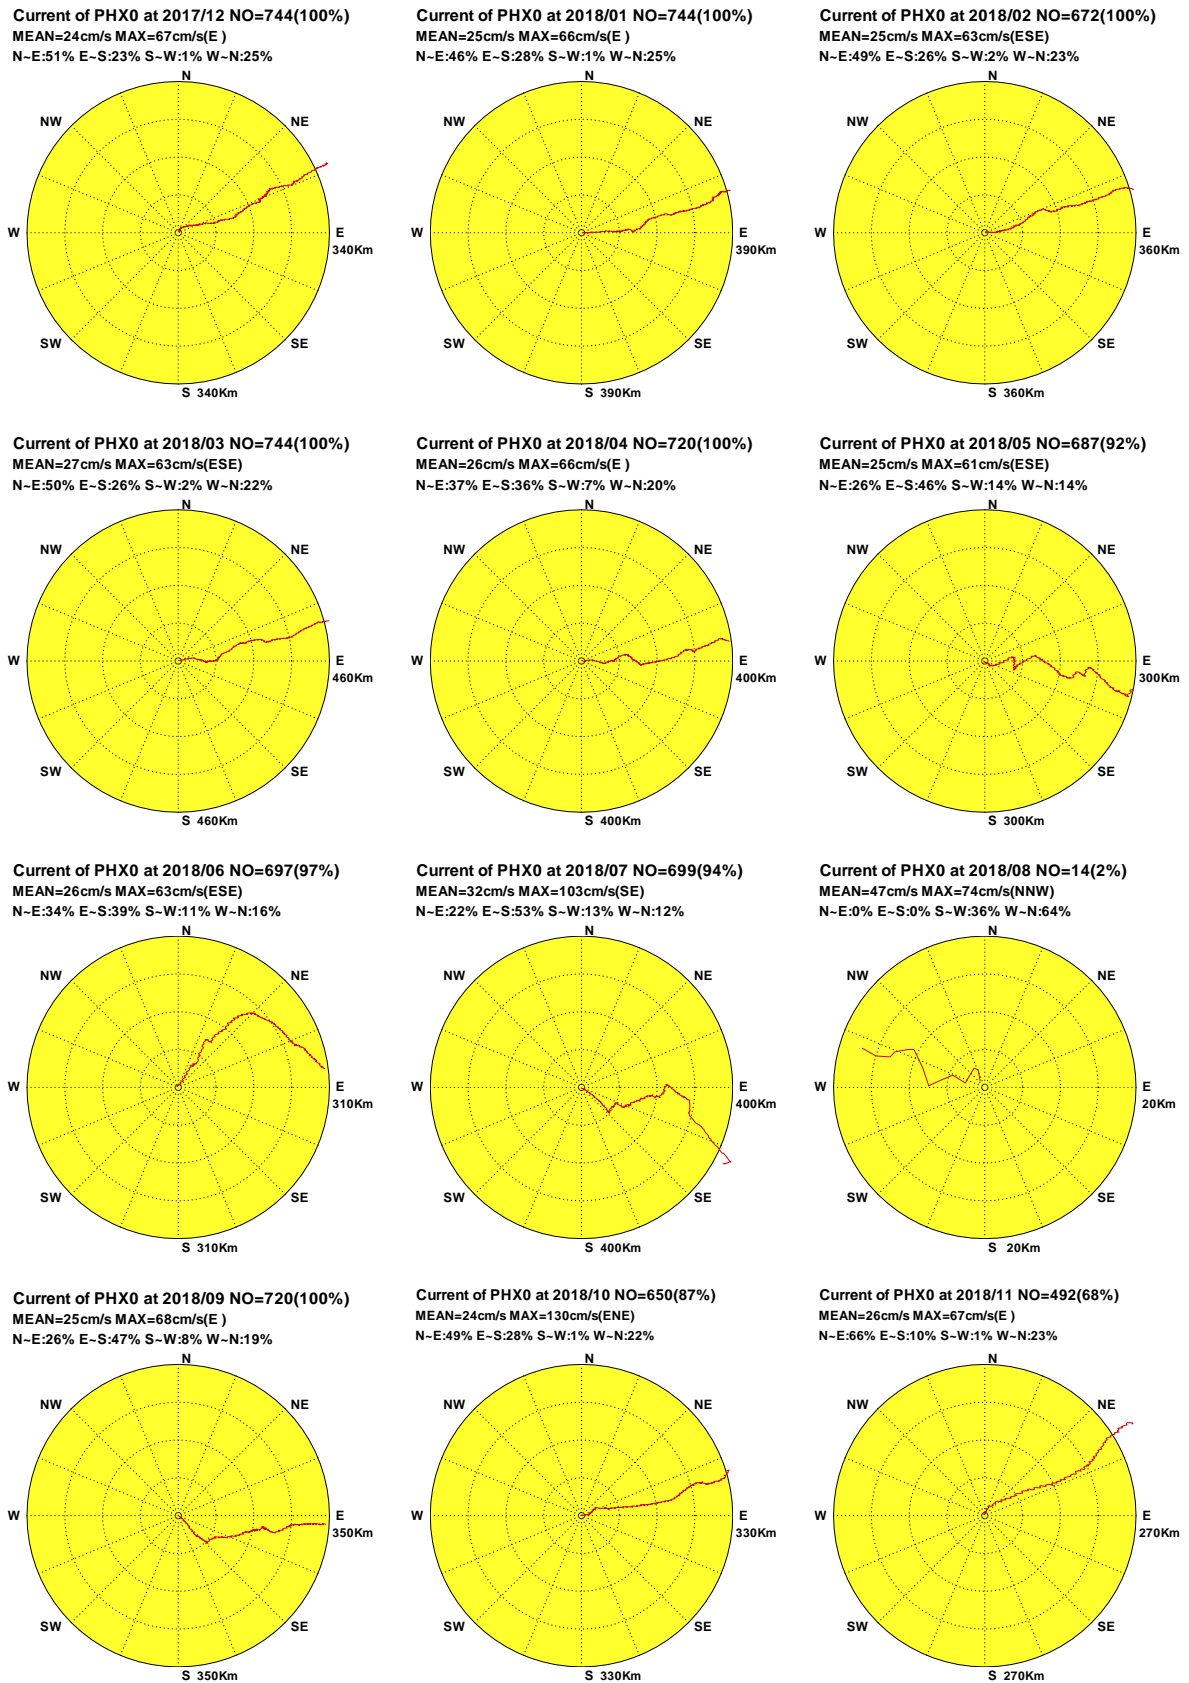 Current of PHX0 at 2017/12 NO=744(100%)
MEAN=24cm/s MAX=67cm/s(E )
N~E:51% E~S:23% S~W:1% W~N:25%
N
NW
NE
W
E
340Km
SW
SE
S 340Km
Current of PHX0 at 2018/01 NO=744(100%)
MEAN=25cm/s MAX=66cm/s(E )
N~E:46% E~S:28% S~W:1% W~N:25%
N
NW
NE
W
E
390Km
SW
SE
S 390Km
Current of PHX0 at 2018/02 NO=672(100%)
MEAN=25cm/s MAX=63cm/s(ESE)
N~E:49% E~S:26% S~W:2% W~N:23%
N
NW
NE
W
E
360Km
SW
SE
S 360Km
Current of PHX0 at 2018/03 NO=744(100%)
MEAN=27cm/s MAX=63cm/s(ESE)
N~E:50% E~S:26% S~W:2% W~N:22%
N
NW
NE
W
E
460Km
SW
SE
S 460Km
Current of PHX0 at 2018/04 NO=720(100%)
MEAN=26cm/s MAX=66cm/s(E )
N~E:37% E~S:36% S~W:7% W~N:20%
N
NW
NE
W
E
400Km
SW
SE
S 400Km
Current of PHX0 at 2018/05 NO=687(92%)
MEAN=25cm/s MAX=61cm/s(ESE)
N~E:26% E~S:46% S~W:14% W~N:14%
N
NW
NE
W
E
300Km
SW
SE
S 300Km
Current of PHX0 at 2018/06 NO=697(97%)
MEAN=26cm/s MAX=63cm/s(ESE)
N~E:34% E~S:39% S~W:11% W~N:16%
N
NW
NE
W
E
310Km
SW
SE
S 310Km
Current of PHX0 at 2018/07 NO=699(94%)
MEAN=32cm/s MAX=103cm/s(SE)
N~E:22% E~S:53% S~W:13% W~N:12%
N
NW
NE
W
E
400Km
SW
SE
S 400Km
Current of PHX0 at 2018/08 NO=14(2%)
MEAN=47cm/s MAX=74cm/s(NNW)
N~E:0% E~S:0% S~W:36% W~N:64%
N
NW
NE
W
E
20Km
SW
SE
S 20Km
Current of PHX0 at 2018/09 NO=720(100%)
MEAN=25cm/s MAX=68cm/s(E )
N~E:26% E~S:47% S~W:8% W~N:19%
N
NW
NE
W
E
350Km
SW
SE
S 350Km
Current of PHX0 at 2018/10 NO=650(87%)
MEAN=24cm/s MAX=130cm/s(ENE)
N~E:49% E~S:28% S~W:1% W~N:22%
N
NW
NE
W
E
330Km
SW
SE
S 330Km
Current of PHX0 at 2018/11 NO=492(68%)
MEAN=26cm/s MAX=67cm/s(E )
N~E:66% E~S:10% S~W:1% W~N:23%
N
NW
NE
W
E
270Km
SW
SE
S 270Km